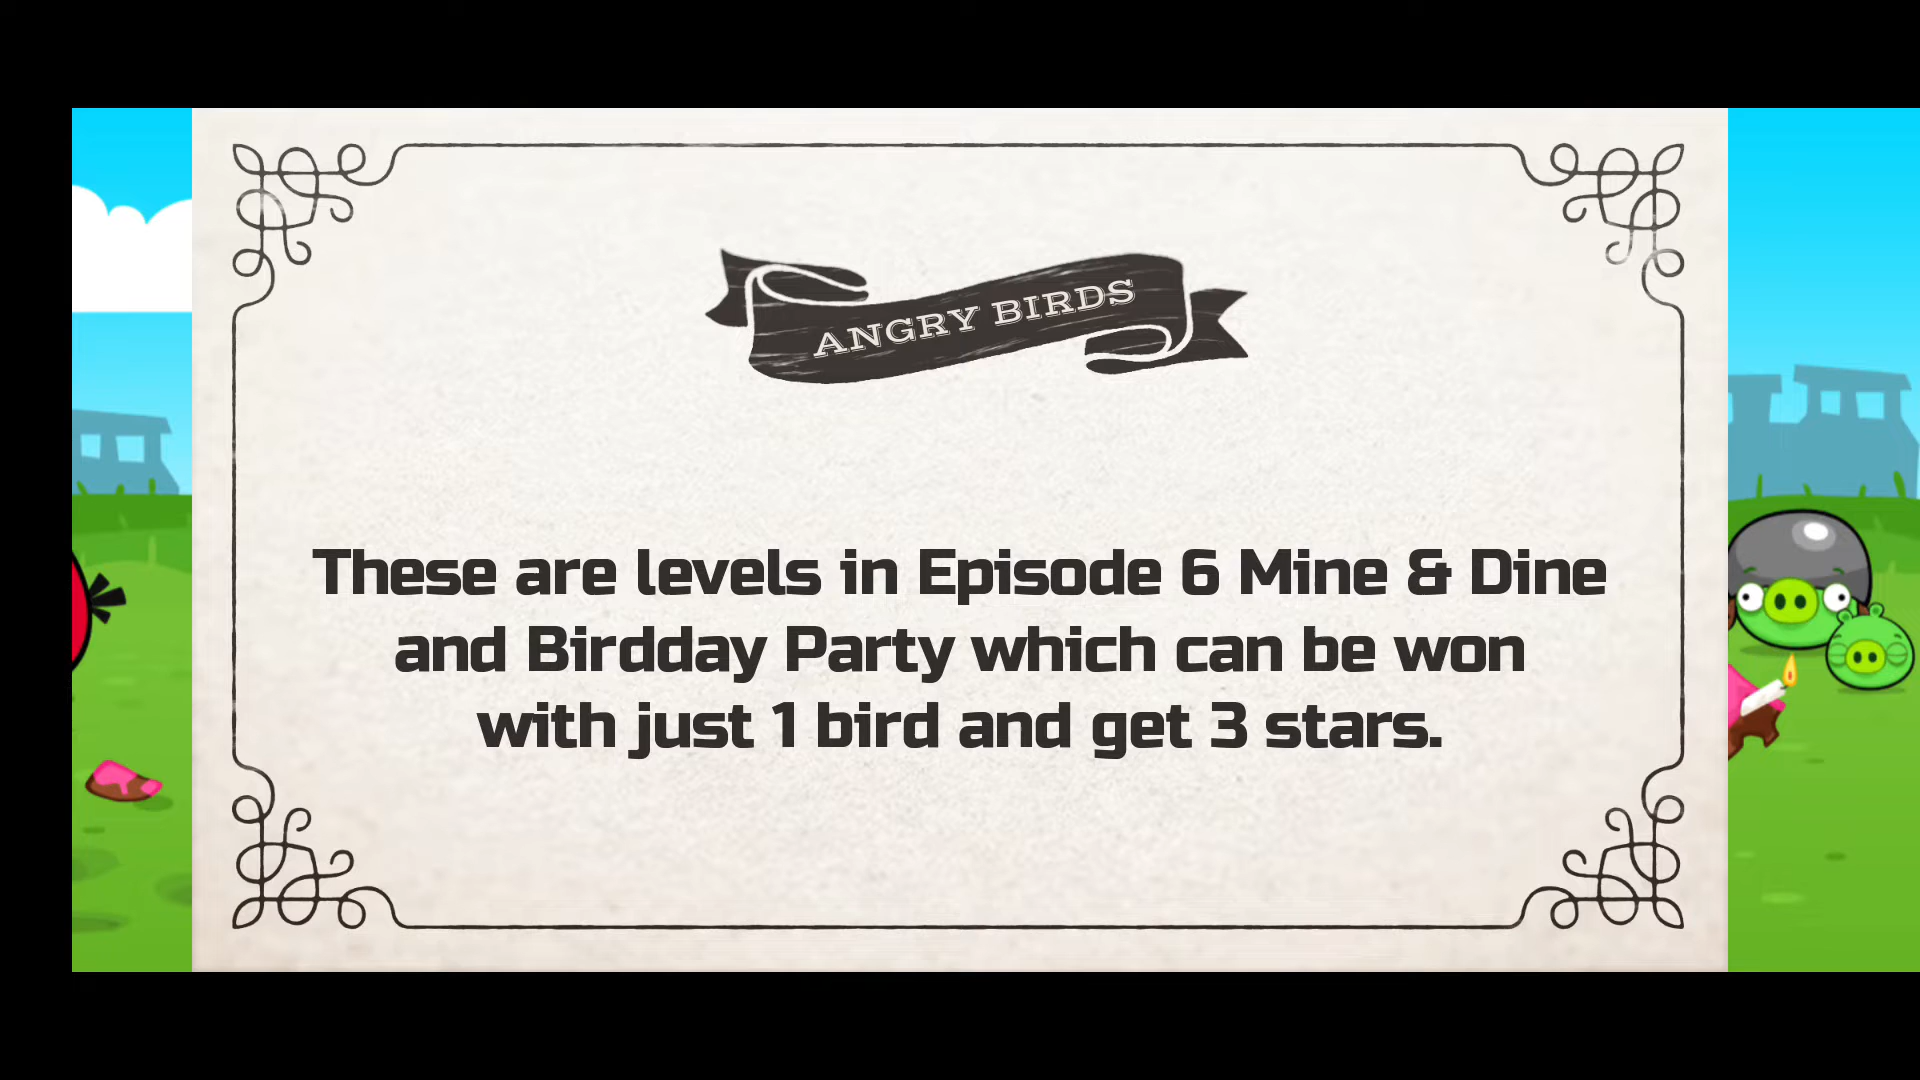 ANGRY BIRDS
These are levels in Episode 6 Mine & Dine
and Birdday Party which can be won
with just 1 bird and get 3 stars.